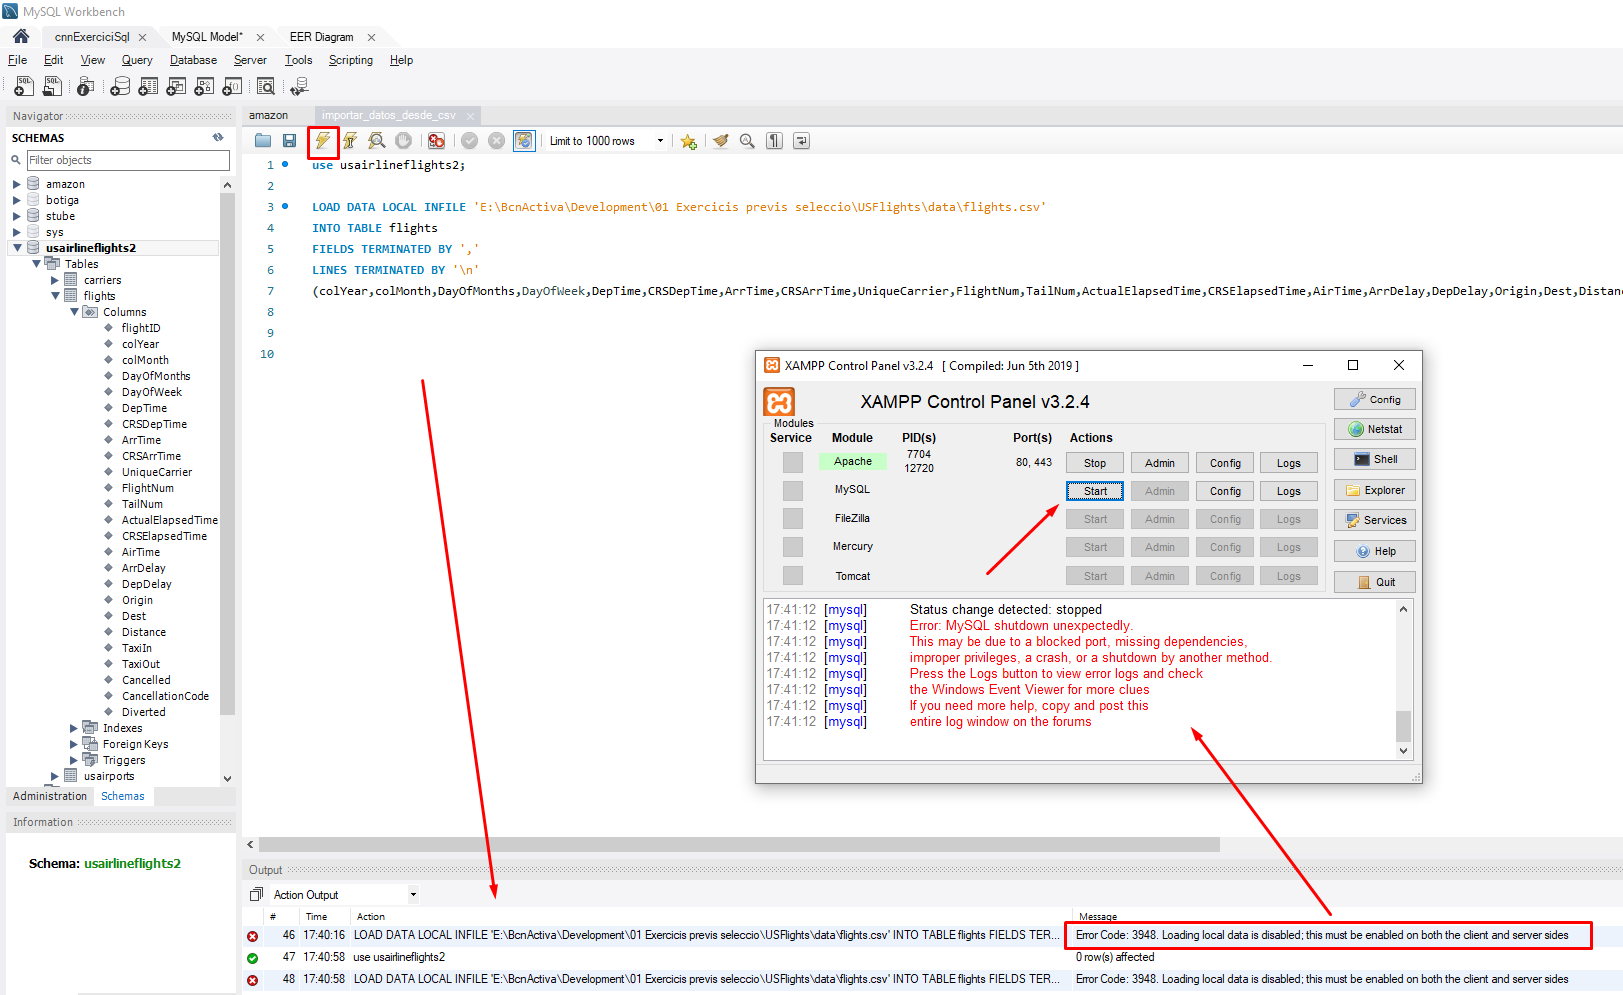 MySQL Workbench
cnnExerciciSql
MySQL Model*
EER Diagram
File Edit View Query Database Server Tools Scripting Help
Navigator
SCHEMAS
Filter objects
amazon
botiga
stube
sys
usairlineflights2
Tables
carriers
flights
Columns
flightID
colYear
colMonth
DayOfMonths
DayOfWeek
DepTime
CRSDepTime
ArrTime
CRSArrTime
UniqueCarrier
FlightNum
TailNum
ActualElapsedTime
CRSElapsedTime
AirTime
ArrDelay
DepDelay
Origin
Dest
Distance
TaxiIn
TaxiOut
Cancelled
CancellationCode
Diverted
Indexes
Foreign Keys
Triggers
usairports
Administration Schemas
Information
Schema: usairlineflights2
amazon
importar_datos_desde_csv
Limit to 1000 rows
1 use usairlineflights2;
2
3 LOAD DATA LOCAL INFILE 'E:\BcnActiva\Development\01 Exercicis previs seleccio\USFlights\data\flights.csv'
4 INTO TABLE flights
5 FIELDS TERMINATED BY ','
6 LINES TERMINATED BY '\n'
7 (colYear,colMonth,DayOfMonths,DayOfWeek,DepTime,CRSDepTime,ArrTime,CRSArrTime,UniqueCarrier,FlightNum,TailNum,ActualElapsedTime,CRSElapsedTime,AirTime,ArrDelay,DepDelay,Origin,Dest,Distan
8
9
10
XAMPP Control Panel v3.2.4 [ Compiled: Jun 5th 2019 ]
XAMPP Control Panel v3.2.4
Modules
Service Module PID(s) Port(s) Actions
Apache 7704 12720 80, 443 Stop Admin Config Logs
MySQL Start Admin Config Logs
FileZilla Start Admin Config Logs
Mercury Start Admin Config Logs
Tomcat Start Admin Config Logs
Config
Netstat
Shell
Explorer
Services
Help
Quit
17:41:12 [mysql] Status change detected: stopped
17:41:12 [mysql] Error: MySQL shutdown unexpectedly.
17:41:12 [mysql] This may be due to a blocked port, missing dependencies,
17:41:12 [mysql] improper privileges, a crash, or a shutdown by another method.
17:41:12 [mysql] Press the Logs button to view error logs and check
17:41:12 [mysql] the Windows Event Viewer for more clues
17:41:12 [mysql] If you need more help, copy and post this
17:41:12 [mysql] entire log window on the forums
Output
Action Output
# Time Action Message
46 17:40:16 LOAD DATA LOCAL INFILE 'E:\BcnActiva\Development\01 Exercicis previs seleccio\USFlights\data\flights.csv' INTO TABLE flights FIELDS TER... Error Code: 3948. Loading local data is disabled; this must be enabled on both the client and server sides
47 17:40:58 use usairlineflights2 0 row(s) affected
48 17:40:58 LOAD DATA LOCAL INFILE 'E:\BcnActiva\Development\01 Exercicis previs seleccio\USFlights\data\flights.csv' INTO TABLE flights FIELDS TER... Error Code: 3948. Loading local data is disabled; this must be enabled on both the client and server sides